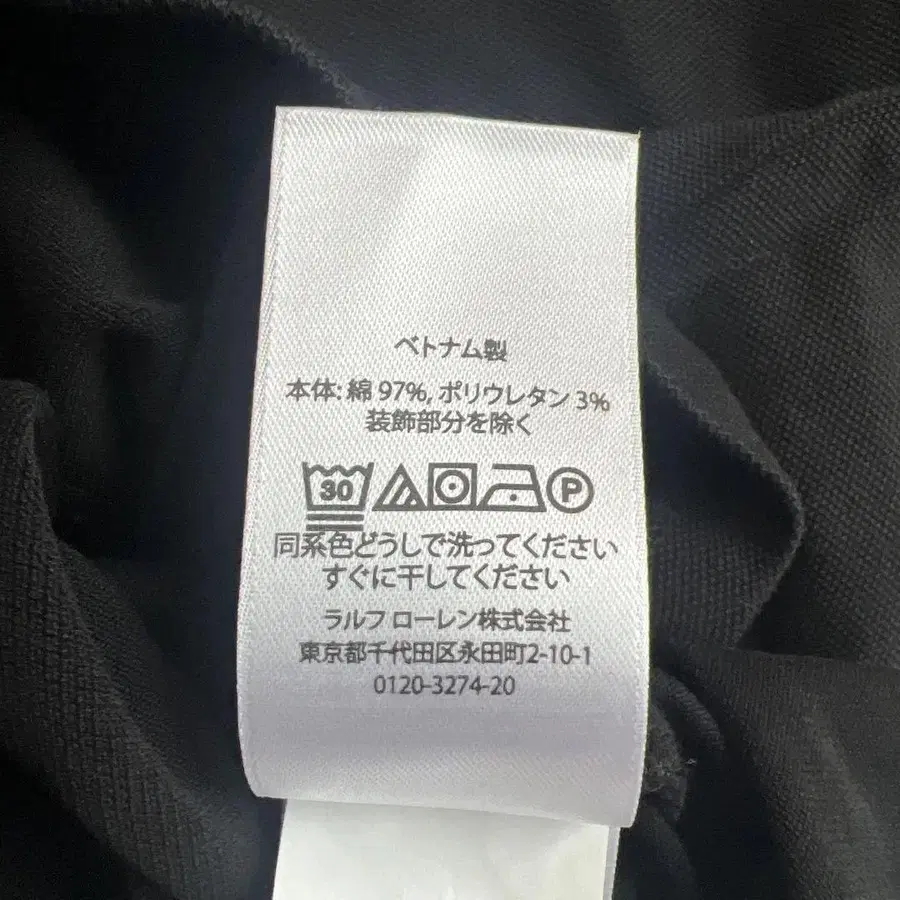 ベトナム製
本体: 綿 97%, ポリウレタン 3%
装飾部分を除く
30 P
同系色どうしで洗ってください
すぐに干してください
ラルフ ローレン株式会社
東京都千代田区永田町2-10-1
0120-3274-20